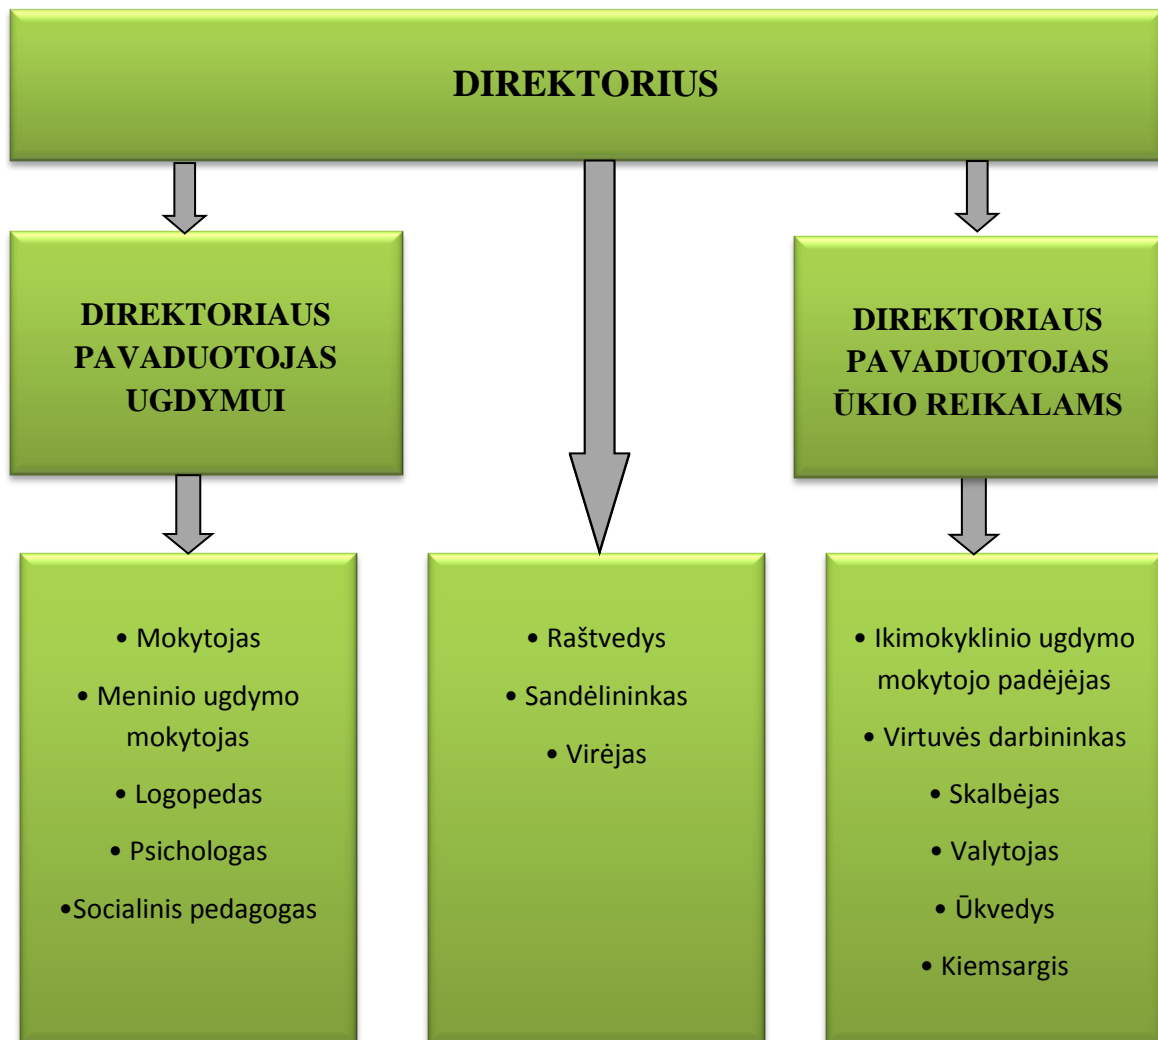 DIREKTORIUS
DIREKTORIAUS
PAVADUOTOJAS
UGDYMUI
DIREKTORIAUS
PAVADUOTOJAS
ŪKIO REIKALAMS
• Mokytojas
• Meninio ugdymo
mokytojas
• Logopedas
• Psichologas
•Socialinis pedagogas
• Raštvedys
• Sandėlininkas
• Virėjas
• Ikimokyklinio ugdymo
mokytojo padėjėjas
• Virtuvės darbininkas
• Skalbėjas
• Valytojas
• Ūkvedys
• Kiemsargis